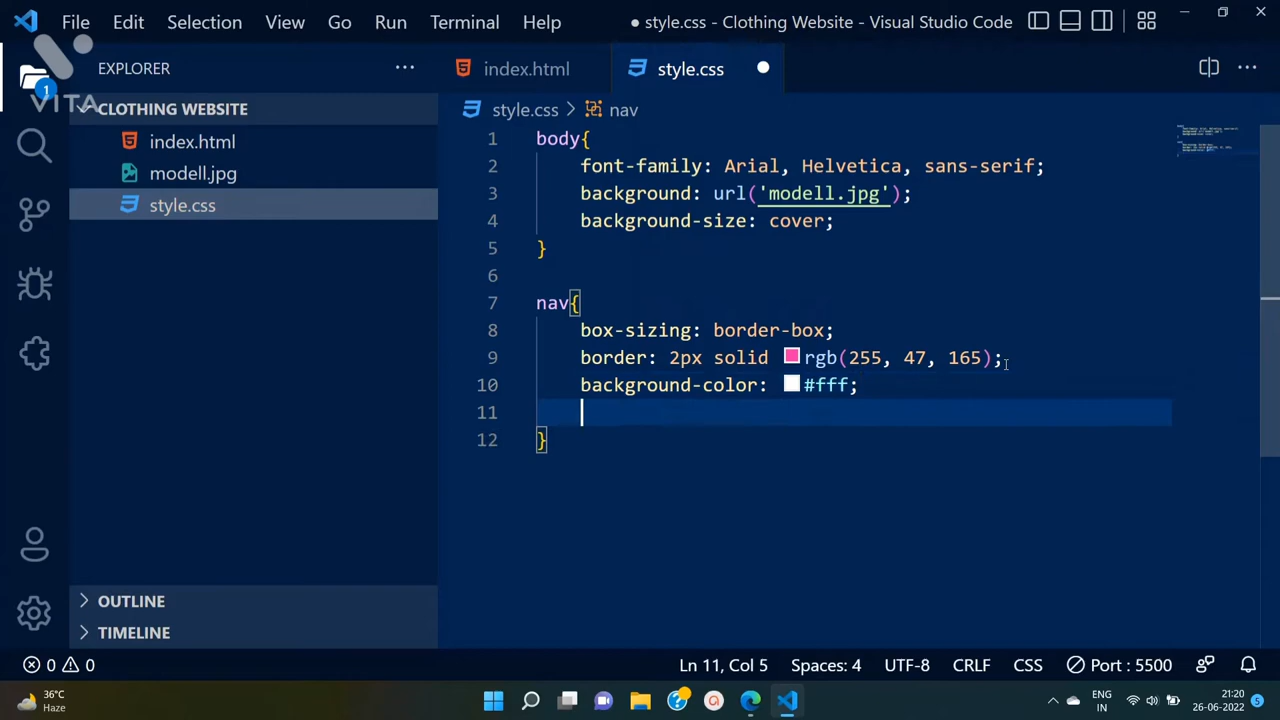 File Edit Selection View Go Run Terminal Help
style.css - Clothing Website - Visual Studio Code
VITA
1
EXPLORER
CLOTHING WEBSITE
index.html
modell.jpg
style.css
OUTLINE
TIMELINE
index.html
style.css
style.css > nav
1 body{
2 font-family: Arial, Helvetica, sans-serif;
3 background: url('modell.jpg');
4 background-size: cover;
5 }
6
7 nav{
8 box-sizing: border-box;
9 border: 2px solid rgb(255, 47, 165);
10 background-color: #fff;
11
12 }
0 0
Ln 11, Col 5 Spaces: 4 UTF-8 CRLF CSS Port : 5500
36°C
Haze
ENG
IN
21:20
26-06-2022
5